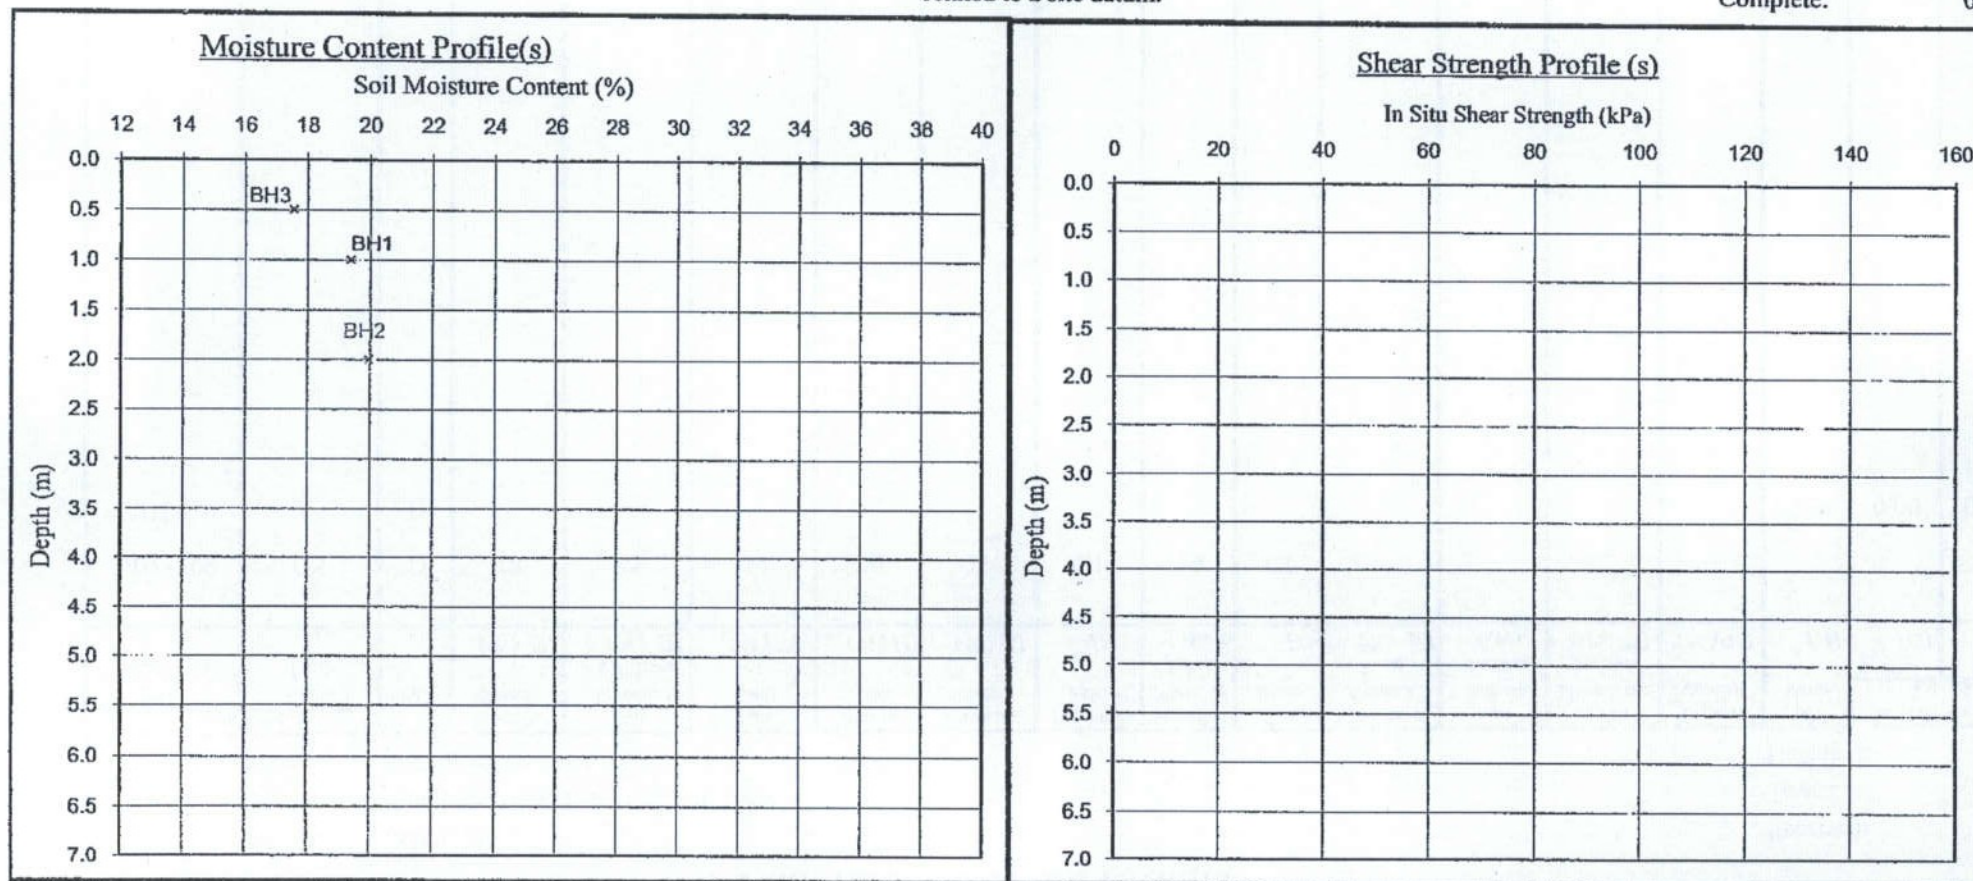 Complete:
Moisture Content Profile(s)
Soil Moisture Content (%)
12 14 16 18 20 22 24 26 28 30 32 34 36 38 40
0.0
BH3
0.5
BH1
1.0
1.5
BH2
2.0
2.5
3.0
3.5
4.0
4.5
5.0
5.5
6.0
6.5
7.0
Depth (m)
Shear Strength Profile (s)
In Situ Shear Strength (kPa)
0 20 40 60 80 100 120 140 160
0.0
0.5
1.0
1.5
2.0
2.5
3.0
3.5
4.0
4.5
5.0
5.5
6.0
6.5
7.0
Depth (m)